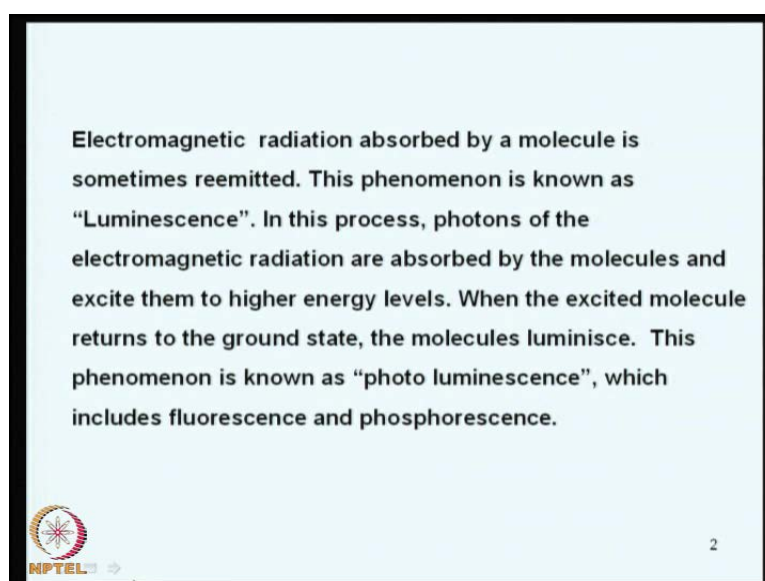 Electromagnetic radiation absorbed by a molecule is
sometimes reemitted. This phenomenon is known as
“Luminescence”. In this process, photons of the
electromagnetic radiation are absorbed by the molecules and
excite them to higher energy levels. When the excited molecule
returns to the ground state, the molecules luminisce. This
phenomenon is known as “photo luminescence”, which
includes fluorescence and phosphorescence.
2
NPTEL